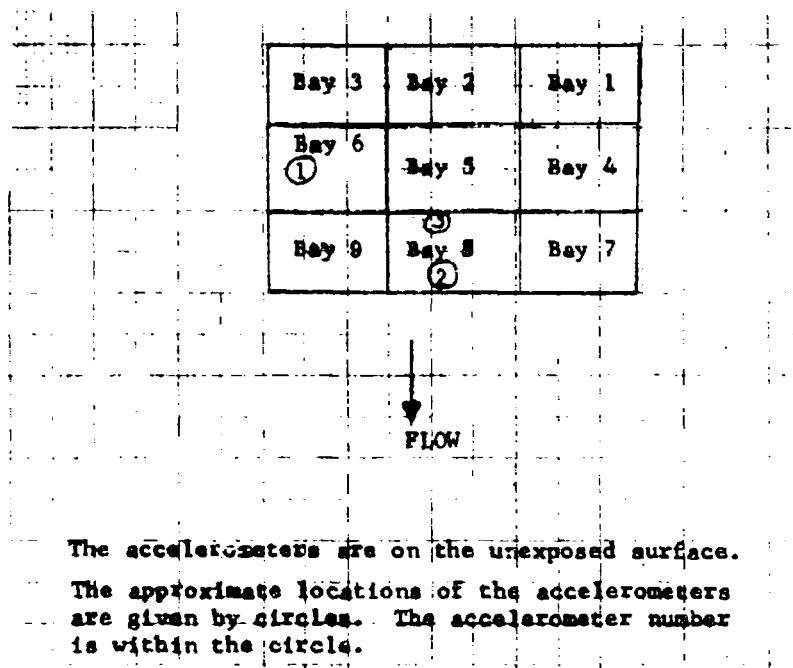 Bay 3 Bay 2 Bay 1
Bay 6
1
Bay 5 Bay 4
3
Bay 9 Bay 8 Bay 7
2
FLOW
The accelerometers are on the unexposed surface.
The approximate locations of the accelerometers
are given by circles. The accelerometer number
is within the circle.